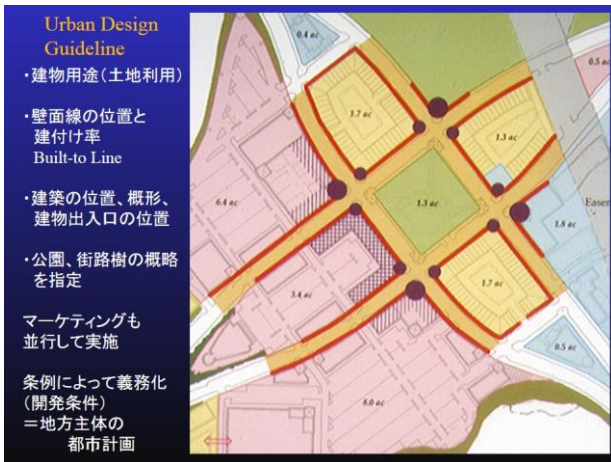 Urban Design
Guideline
・建物用途(土地利用)
・壁面線の位置と
建付け率
Built-to Line
・建築の位置、概形、
建物出入口の位置
・公園、街路樹の概略
を指定
マーケティングも
並行して実施
条例によって義務化
(開発条件)
=地方主体の
都市計画
0.4 ac
0.5 ac
1.7 ac
1.3 ac
6.4 ac
1.3 ac
Easem
1.8 ac
3.4 ac
1.7 ac
0.5 ac
8.0 ac